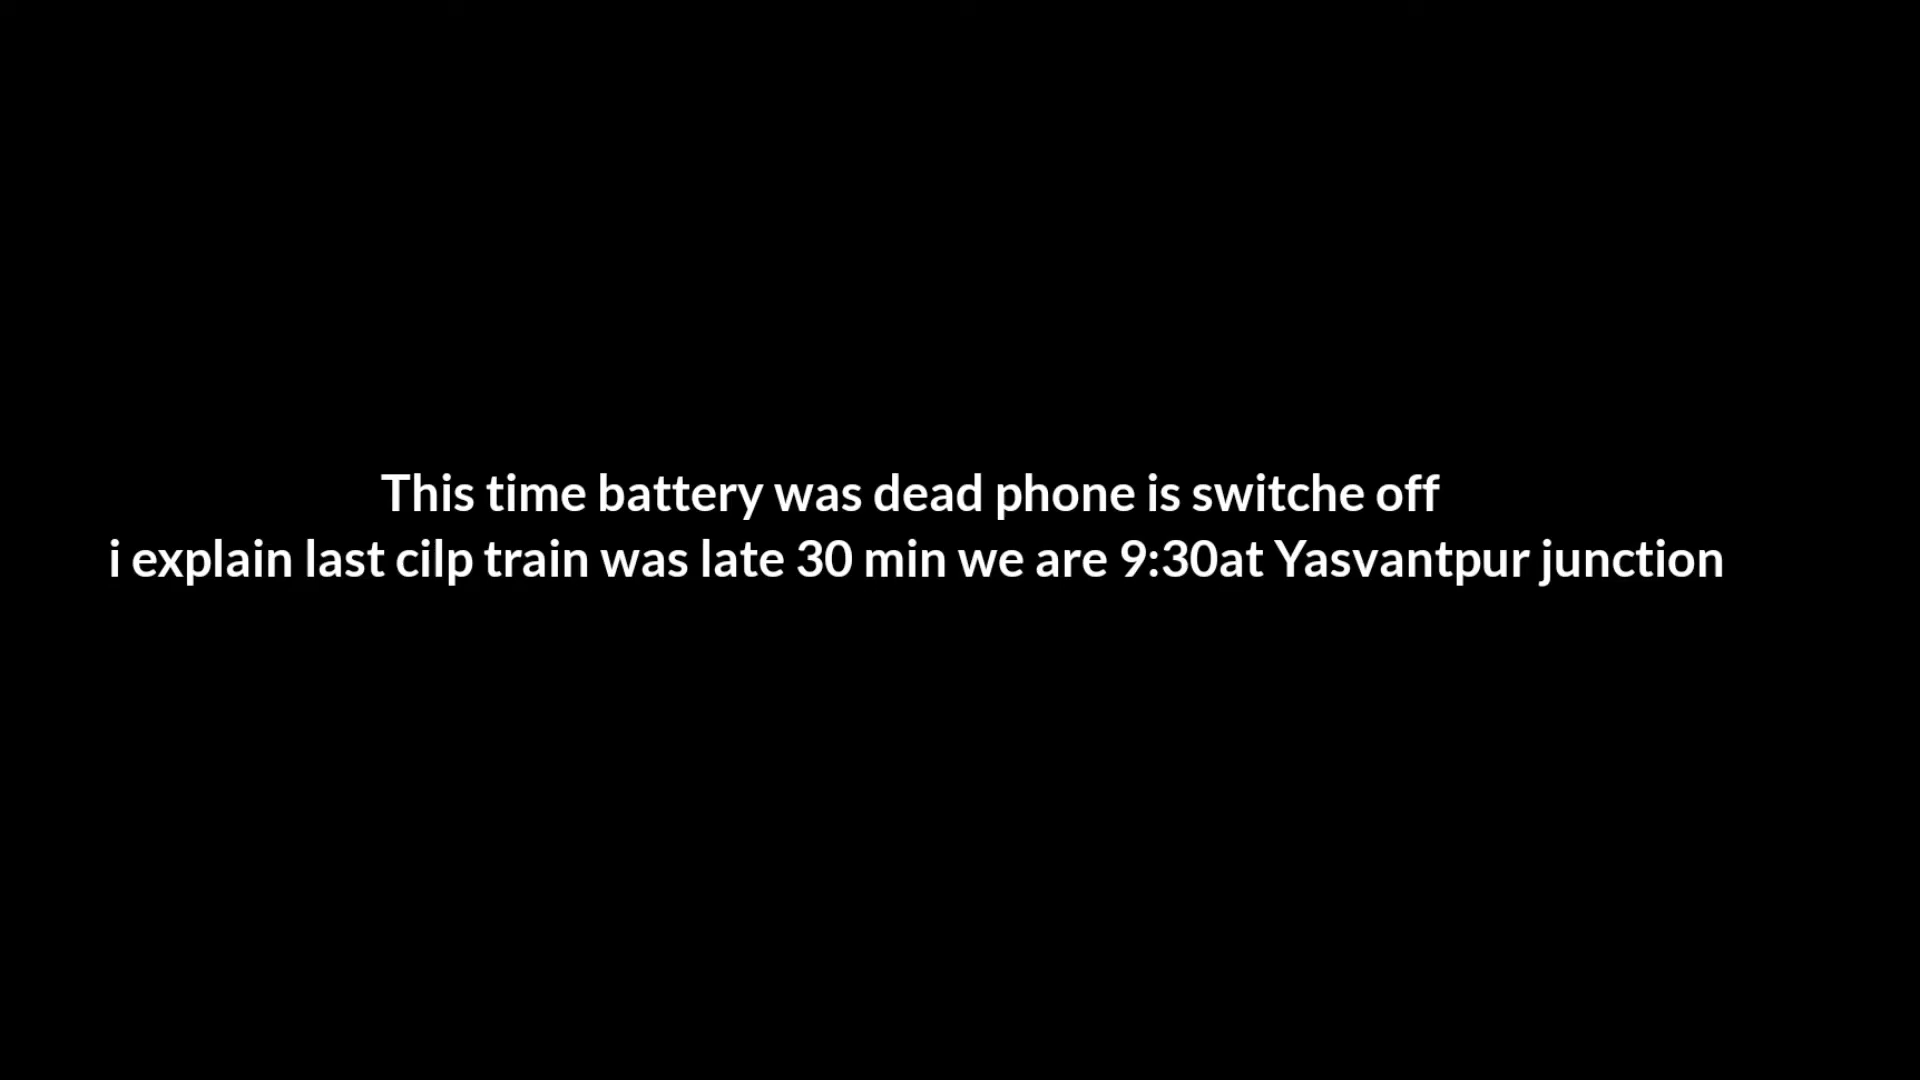 This time battery was dead phone is switche off
i explain last cilp train was late 30 min we are 9:30at Yasvantpur junction